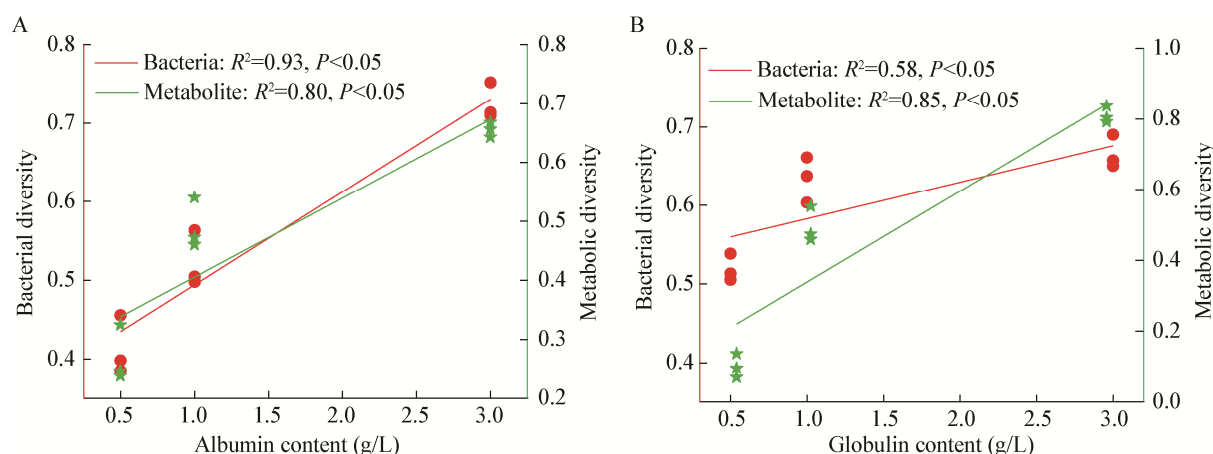 A
Bacteria: R²=0.93, P<0.05
Metabolite: R²=0.80, P<0.05
Bacterial diversity
0.8
0.7
0.6
0.5
0.4
Metabolic diversity
0.8
0.7
0.6
0.5
0.4
0.3
0.2
0.5 1.0 1.5 2.0 2.5 3.0
Albumin content (g/L)
B
Bacteria: R²=0.58, P<0.05
Metabolite: R²=0.85, P<0.05
Bacterial diversity
0.8
0.7
0.6
0.5
0.4
Metabolic diversity
1.0
0.8
0.6
0.4
0.2
0.0
0.5 1.0 1.5 2.0 2.5 3.0
Globulin content (g/L)